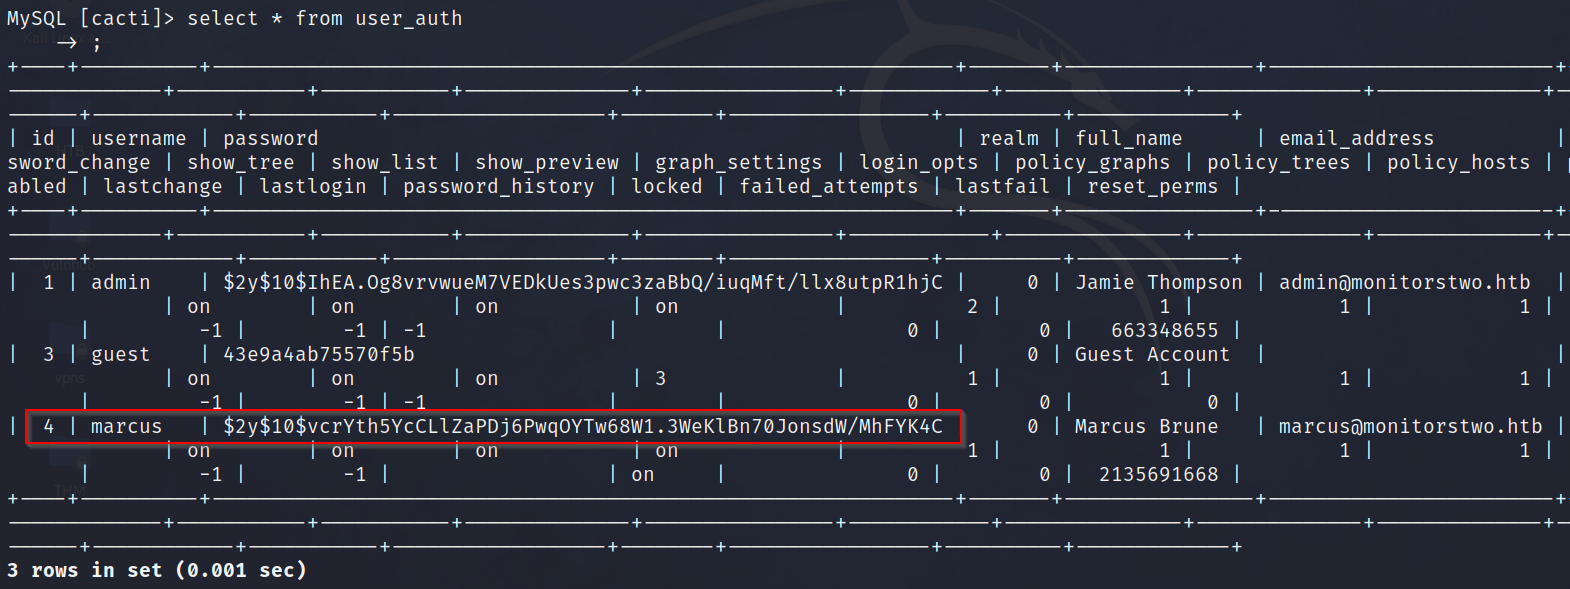 MySQL [cacti]> select * from user_auth
    -> ;
| id | username | password | realm | full_name | email_address |
sword_change | show_tree | show_list | show_preview | graph_settings | login_opts | policy_graphs | policy_trees | policy_hosts |
abled | lastchange | lastlogin | password_history | locked | failed_attempts | lastfail | reset_perms |
| 1 | admin | $2y$10$IhEA.Og8vrvwueM7VEDkUes3pwc3zaBbQ/iuqMft/llx8utpR1hjC | 0 | Jamie Thompson | admin@monitorstwo.htb |
| on | on | on | on | 2 | 1 | 1 | 1 |
| -1 | -1 | -1 | | 0 | 0 | 663348655 |
| 3 | guest | 43e9a4ab75570f5b | 0 | Guest Account | |
| on | on | on | 3 | 1 | 1 | 1 | 1 |
| -1 | -1 | -1 | | 0 | 0 | 0 |
| 4 | marcus | $2y$10$vcrYth5YcCLlZaPDj6PwqOYTw68W1.3WeKlBn70JonsdW/MhFYK4C | 0 | Marcus Brune | marcus@monitorstwo.htb |
| on | on | on | on | 1 | 1 | 1 | 1 |
| -1 | -1 | | on | 0 | 0 | 2135691668 |
3 rows in set (0.001 sec)